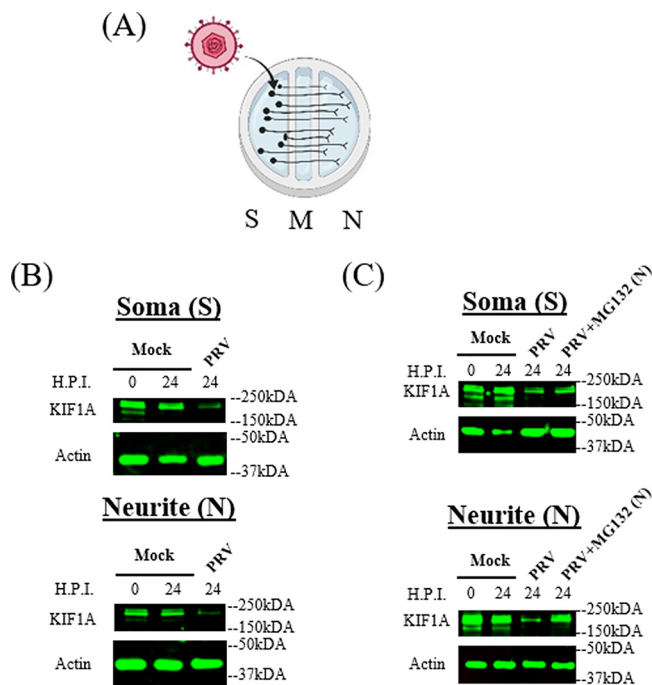 (A)
S M N
(B)
Soma (S)
Mock PRV
H.P.I. 0 24 24
KIF1A
--250kDA
--150kDA
Actin
--50kDA
--37kDA
Neurite (N)
Mock PRV
H.P.I. 0 24 24
KIF1A
--250kDA
--150kDA
Actin
--50kDA
--37kDA
(C)
Soma (S)
Mock PRV PRV+MG132 (N)
H.P.I. 0 24 24 24
KIF1A
--250kDA
--150kDA
Actin
--50kDA
--37kDA
Neurite (N)
Mock PRV PRV+MG132 (N)
H.P.I. 0 24 24 24
KIF1A
--250kDA
--150kDA
Actin
--50kDA
--37kDA